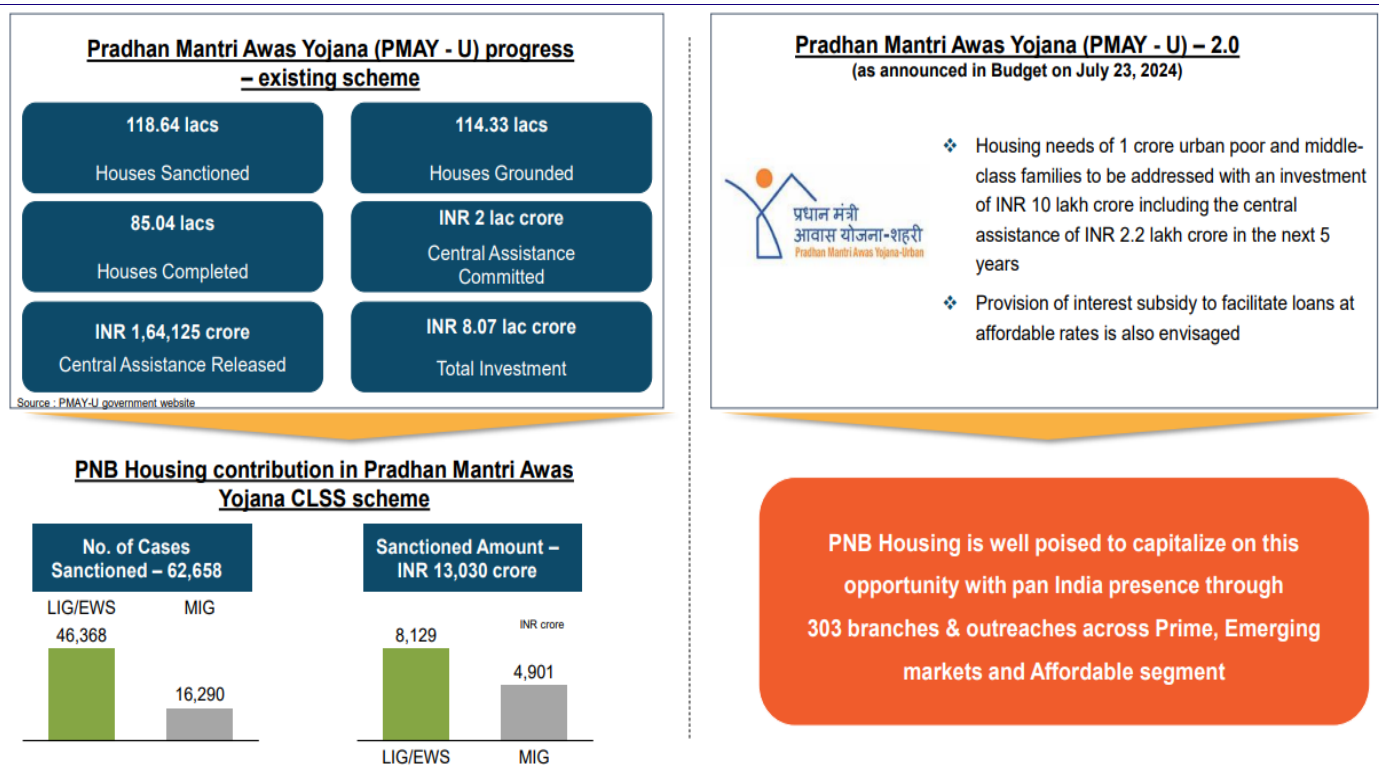 Pradhan Mantri Awas Yojana (PMAY - U) progress
– existing scheme
118.64 lacs
Houses Sanctioned
114.33 lacs
Houses Grounded
85.04 lacs
Houses Completed
INR 2 lac crore
Central Assistance
Committed
INR 1,64,125 crore
Central Assistance Released
INR 8.07 lac crore
Total Investment
Source : PMAY-U government website
PNB Housing contribution in Pradhan Mantri Awas
Yojana CLSS scheme
No. of Cases
Sanctioned – 62,658
LIG/EWS
MIG
46,368
16,290
Sanctioned Amount –
INR 13,030 crore
INR crore
8,129
4,901
LIG/EWS
MIG
Pradhan Mantri Awas Yojana (PMAY - U) – 2.0
(as announced in Budget on July 23, 2024)
प्रधान मंत्री
आवास योजना-शहरी
Pradhan Mantri Awas Yojana-Urban
❖ Housing needs of 1 crore urban poor and middle-
class families to be addressed with an investment
of INR 10 lakh crore including the central
assistance of INR 2.2 lakh crore in the next 5
years
❖ Provision of interest subsidy to facilitate loans at
affordable rates is also envisaged
PNB Housing is well poised to capitalize on this
opportunity with pan India presence through
303 branches & outreaches across Prime, Emerging
markets and Affordable segment